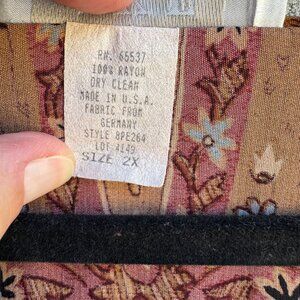 RN. 65537
100% RAYON
DRY CLEAN
MADE IN U.S.A.
FABRIC FROM
GERMANY
STYLE 8PE264
LOT 4149
SIZE 2X